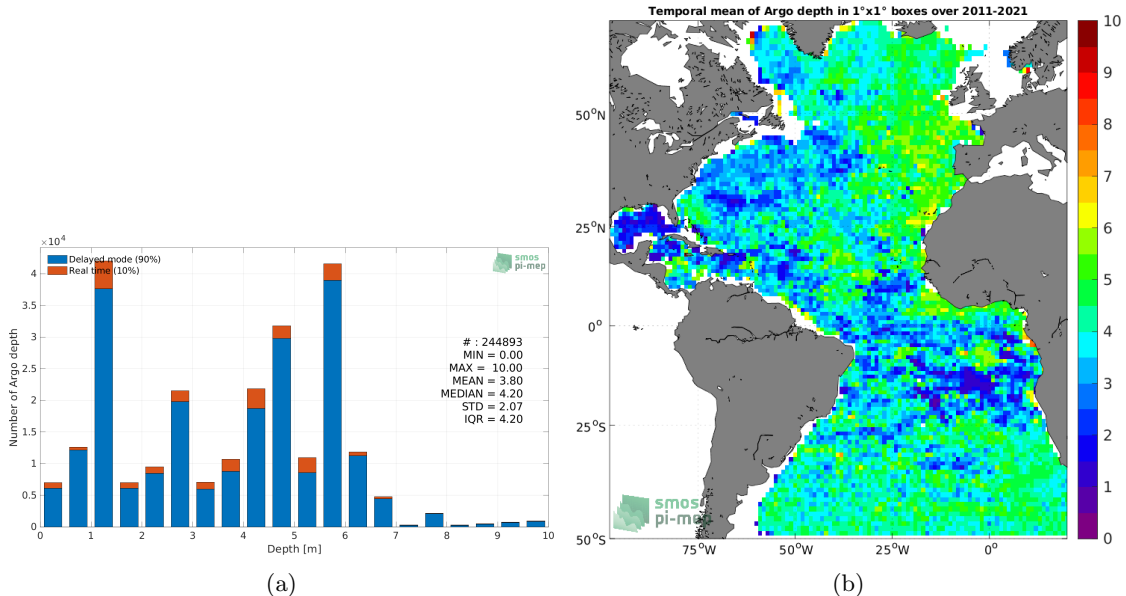 ×10⁴
4
3.5
3
2.5
2
1.5
1
0.5
0
Number of Argo depth
Delayed mode (90%)
Real time (10%)
smos
pi-mep
# : 244893
MIN = 0.00
MAX = 10.00
MEAN = 3.80
MEDIAN = 4.20
STD = 2.07
IQR = 4.20
0 1 2 3 4 5 6 7 8 9 10
Depth [m]
(a)
Temporal mean of Argo depth in 1°x1° boxes over 2011-2021
50°N
25°N
0°
25°S
50°S
75°W 50°W 25°W 0°
smos
pi-mep
10
9
8
7
6
5
4
3
2
1
0
(b)